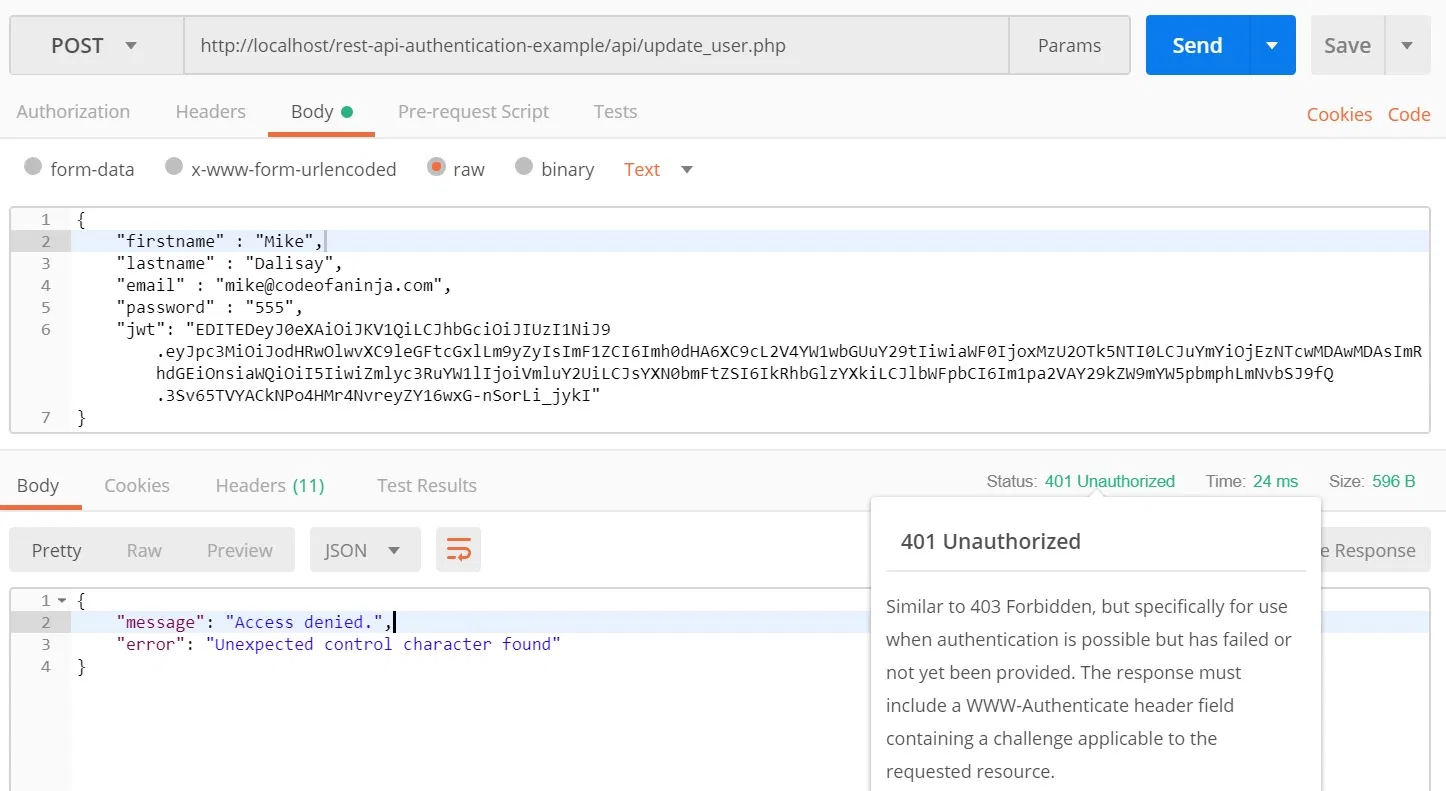 POST http://localhost/rest-api-authentication-example/api/update_user.php Params Send Save
Authorization Headers Body Pre-request Script Tests Cookies Code
form-data x-www-form-urlencoded raw binary Text
1 {
2 "firstname" : "Mike",
3 "lastname" : "Dalisay",
4 "email" : "mike@codeofaninja.com",
5 "password" : "555",
6 "jwt": "EDITEDeyJ0eXAiOiJKV1QiLCJhbGciOiJIUzI1NiJ9
.eyJpc3MiOiJodHRwOlwvXC9leGFtcGxlLm9yZyIsImF1ZCI6Imh0dHA6XC9cL2V4YW1wbGUuY29tIiwiaWF0IjoxMzU2OTk5NTI0LCJuYmYiOjEzNTcwMDAwMDAsImR
hdGEiOnsiaWQiOiI5IiwiZmlyc3RuYW1lIjoiVmluY2UiLCJsYXN0bmFtZSI6IkRhbGlzYXkiLCJlbWFpbCI6Im1pa2VAY29kZW9mYW5pbmphLmNvbSJ9fQ
.3Sv65TVYACkNPo4HMr4NvreyZY16wxG-nSorLi_jykI"
7 }
Body Cookies Headers (11) Test Results Status: 401 Unauthorized Time: 24 ms Size: 596 B
Pretty Raw Preview JSON e Response
401 Unauthorized
Similar to 403 Forbidden, but specifically for use
when authentication is possible but has failed or
not yet been provided. The response must
include a WWW-Authenticate header field
containing a challenge applicable to the
requested resource.
1 {
2 "message": "Access denied.",
3 "error": "Unexpected control character found"
4 }